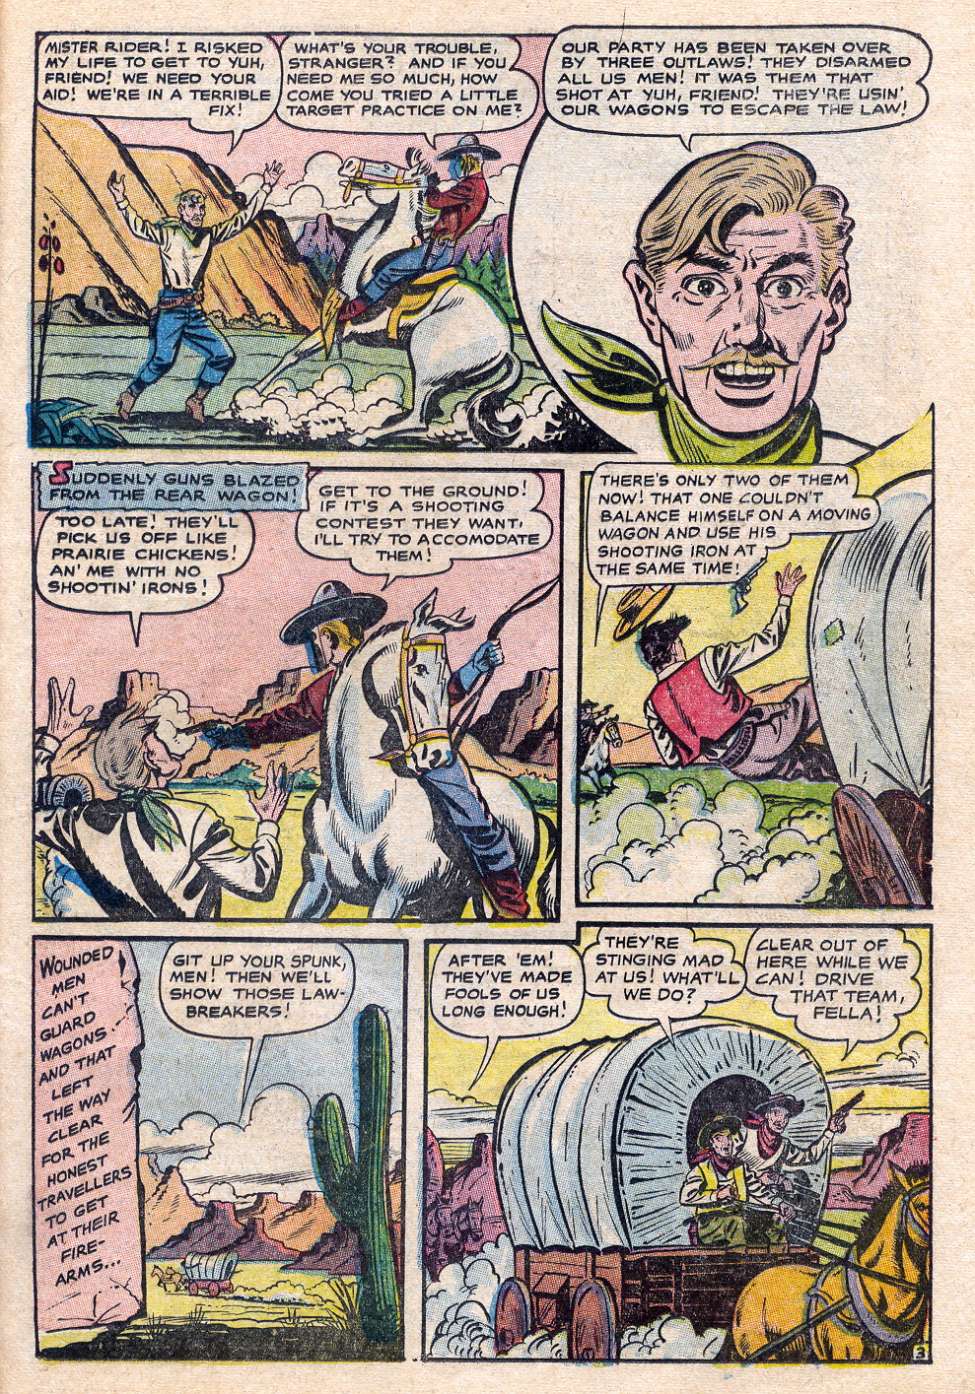 MISTER RIDER! I RISKED
MY LIFE TO GET TO YUH,
FRIEND! WE NEED YOUR
AID! WE'RE IN A TERRIBLE
FIX!
WHAT'S YOUR TROUBLE,
STRANGER? AND IF YOU
NEED ME SO MUCH, HOW
COME YOU TRIED A LITTLE
TARGET PRACTICE ON ME?
OUR PARTY HAS BEEN TAKEN OVER
BY THREE OUTLAWS! THEY DISARMED
ALL US MEN! IT WAS THEM THAT
SHOT AT YUH, FRIEND! THEY'RE USIN'
OUR WAGONS TO ESCAPE THE LAW!
SUDDENLY GUNS BLAZED
FROM THE REAR WAGON!
TOO LATE! THEY'LL
PICK US OFF LIKE
PRAIRIE CHICKENS!
AN' ME WITH NO
SHOOTIN' IRONS!
GET TO THE GROUND!
IF IT'S A SHOOTING
CONTEST THEY WANT,
I'LL TRY TO ACCOMODATE
THEM!
THERE'S ONLY TWO OF THEM
NOW! THAT ONE COULDN'T
BALANCE HIMSELF ON A MOVING
WAGON AND USE HIS
SHOOTING IRON AT
THE SAME TIME!
WOUNDED
MEN
CAN'T
GUARD
WAGONS...
AND THAT
LEFT
THE WAY
CLEAR
FOR THE
HONEST
TRAVELLERS
TO GET
AT THEIR
FIRE-
ARMS...
GIT UP YOUR SPUNK,
MEN! THEN WE'LL
SHOW THOSE LAW-
BREAKERS!
AFTER 'EM!
THEY'VE MADE
FOOLS OF US
LONG ENOUGH!
THEY'RE
STINGING MAD
AT US! WHAT'LL
WE DO?
CLEAR OUT OF
HERE WHILE WE
CAN! DRIVE
THAT TEAM,
FELLA!
3